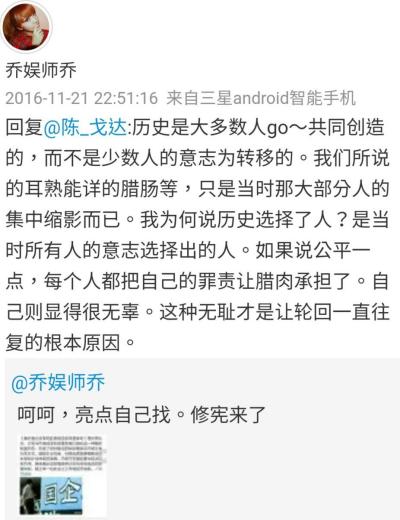 乔娱师乔
2016-11-21 22:51:16 来自三星android智能手机
回复@陈_戈达:历史是大多数人go～共同创造
的，而不是少数人的意志为转移的。我们所说
的耳熟能详的腊肠等，只是当时那大部分人的
集中缩影而已。我为何说历史选择了人？是当
时所有人的意志选择出的人。如果说公平一
点，每个人都把自己的罪责让腊肉承担了。自
己则显得很无辜。这种无耻才是让轮回一直往
复的根本原因。
@乔娱师乔
呵呵，亮点自己找。修宪来了
国企